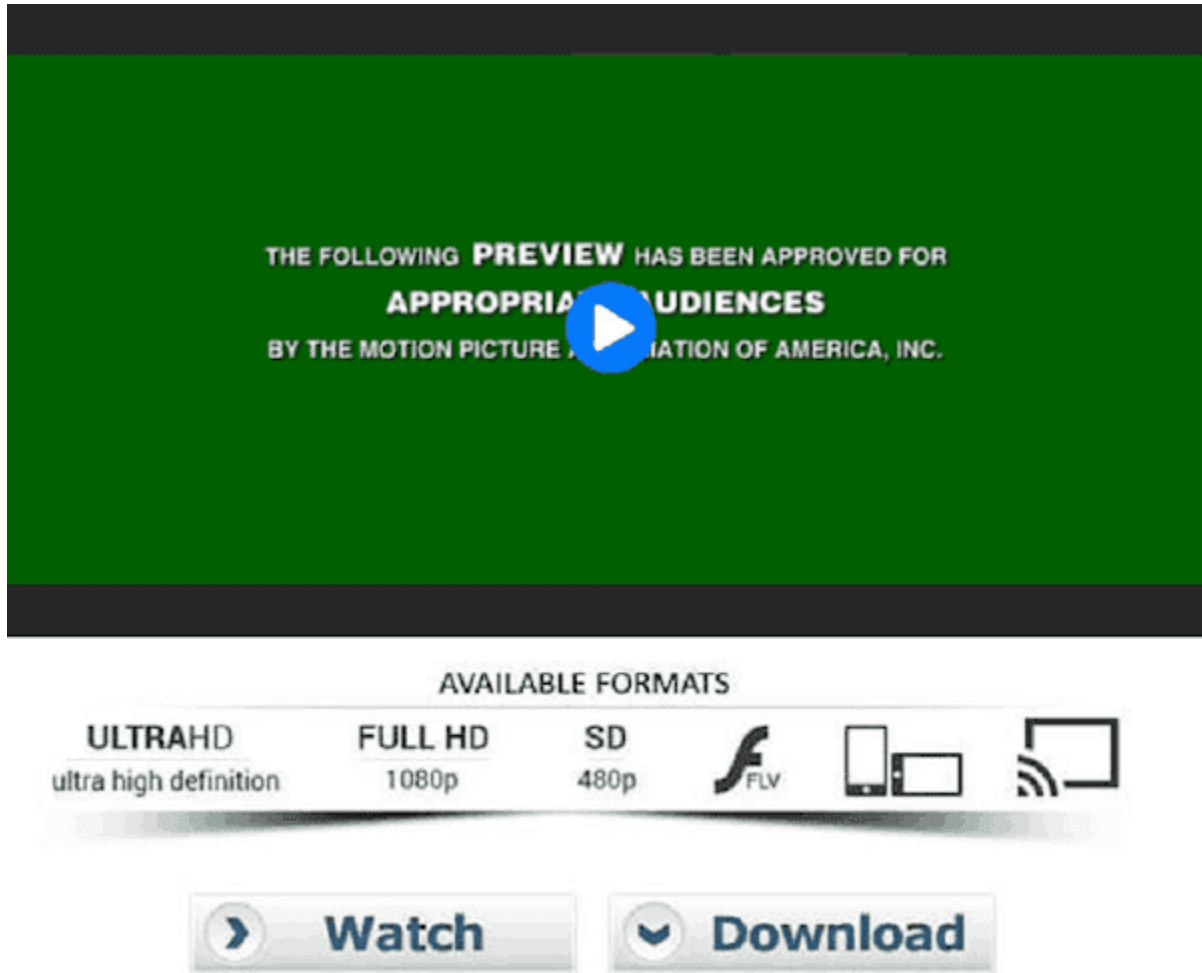 THE FOLLOWING PREVIEW HAS BEEN APPROVED FOR
AUDIENCES
BY THE MOTION PICTURE OF AMERICA, INC.
AVAILABLE FORMATS
ULTRAHD
ultra high definition
FULL HD
1080p
SD
480p
FLV
Watch
Download